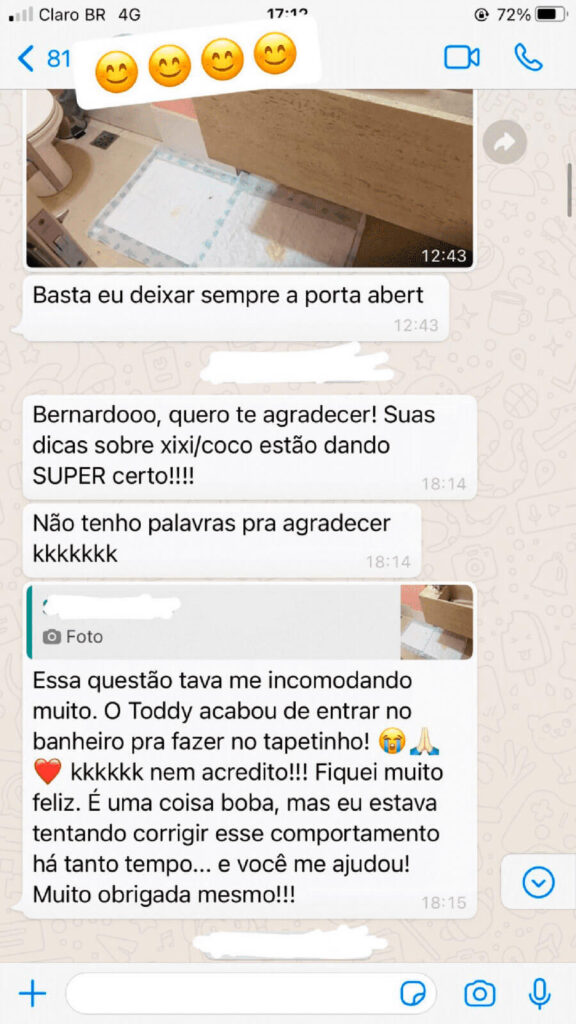 Claro BR 4G 17:12 72%
81
12:43
Basta eu deixar sempre a porta abert
12:43
Bernardooo, quero te agradecer! Suas
dicas sobre xixi/coco estão dando
SUPER certo!!!!
18:14
Não tenho palavras pra agradecer
kkkkkkk
18:14
Foto
Essa questão tava me incomodando
muito. O Toddy acabou de entrar no
banheiro pra fazer no tapetinho! 😭🙏🏻
❤️ kkkkkk nem acredito!!! Fiquei muito
feliz. É uma coisa boba, mas eu estava
tentando corrigir esse comportamento
há tanto tempo... e você me ajudou!
Muito obrigada mesmo!!!
18:15